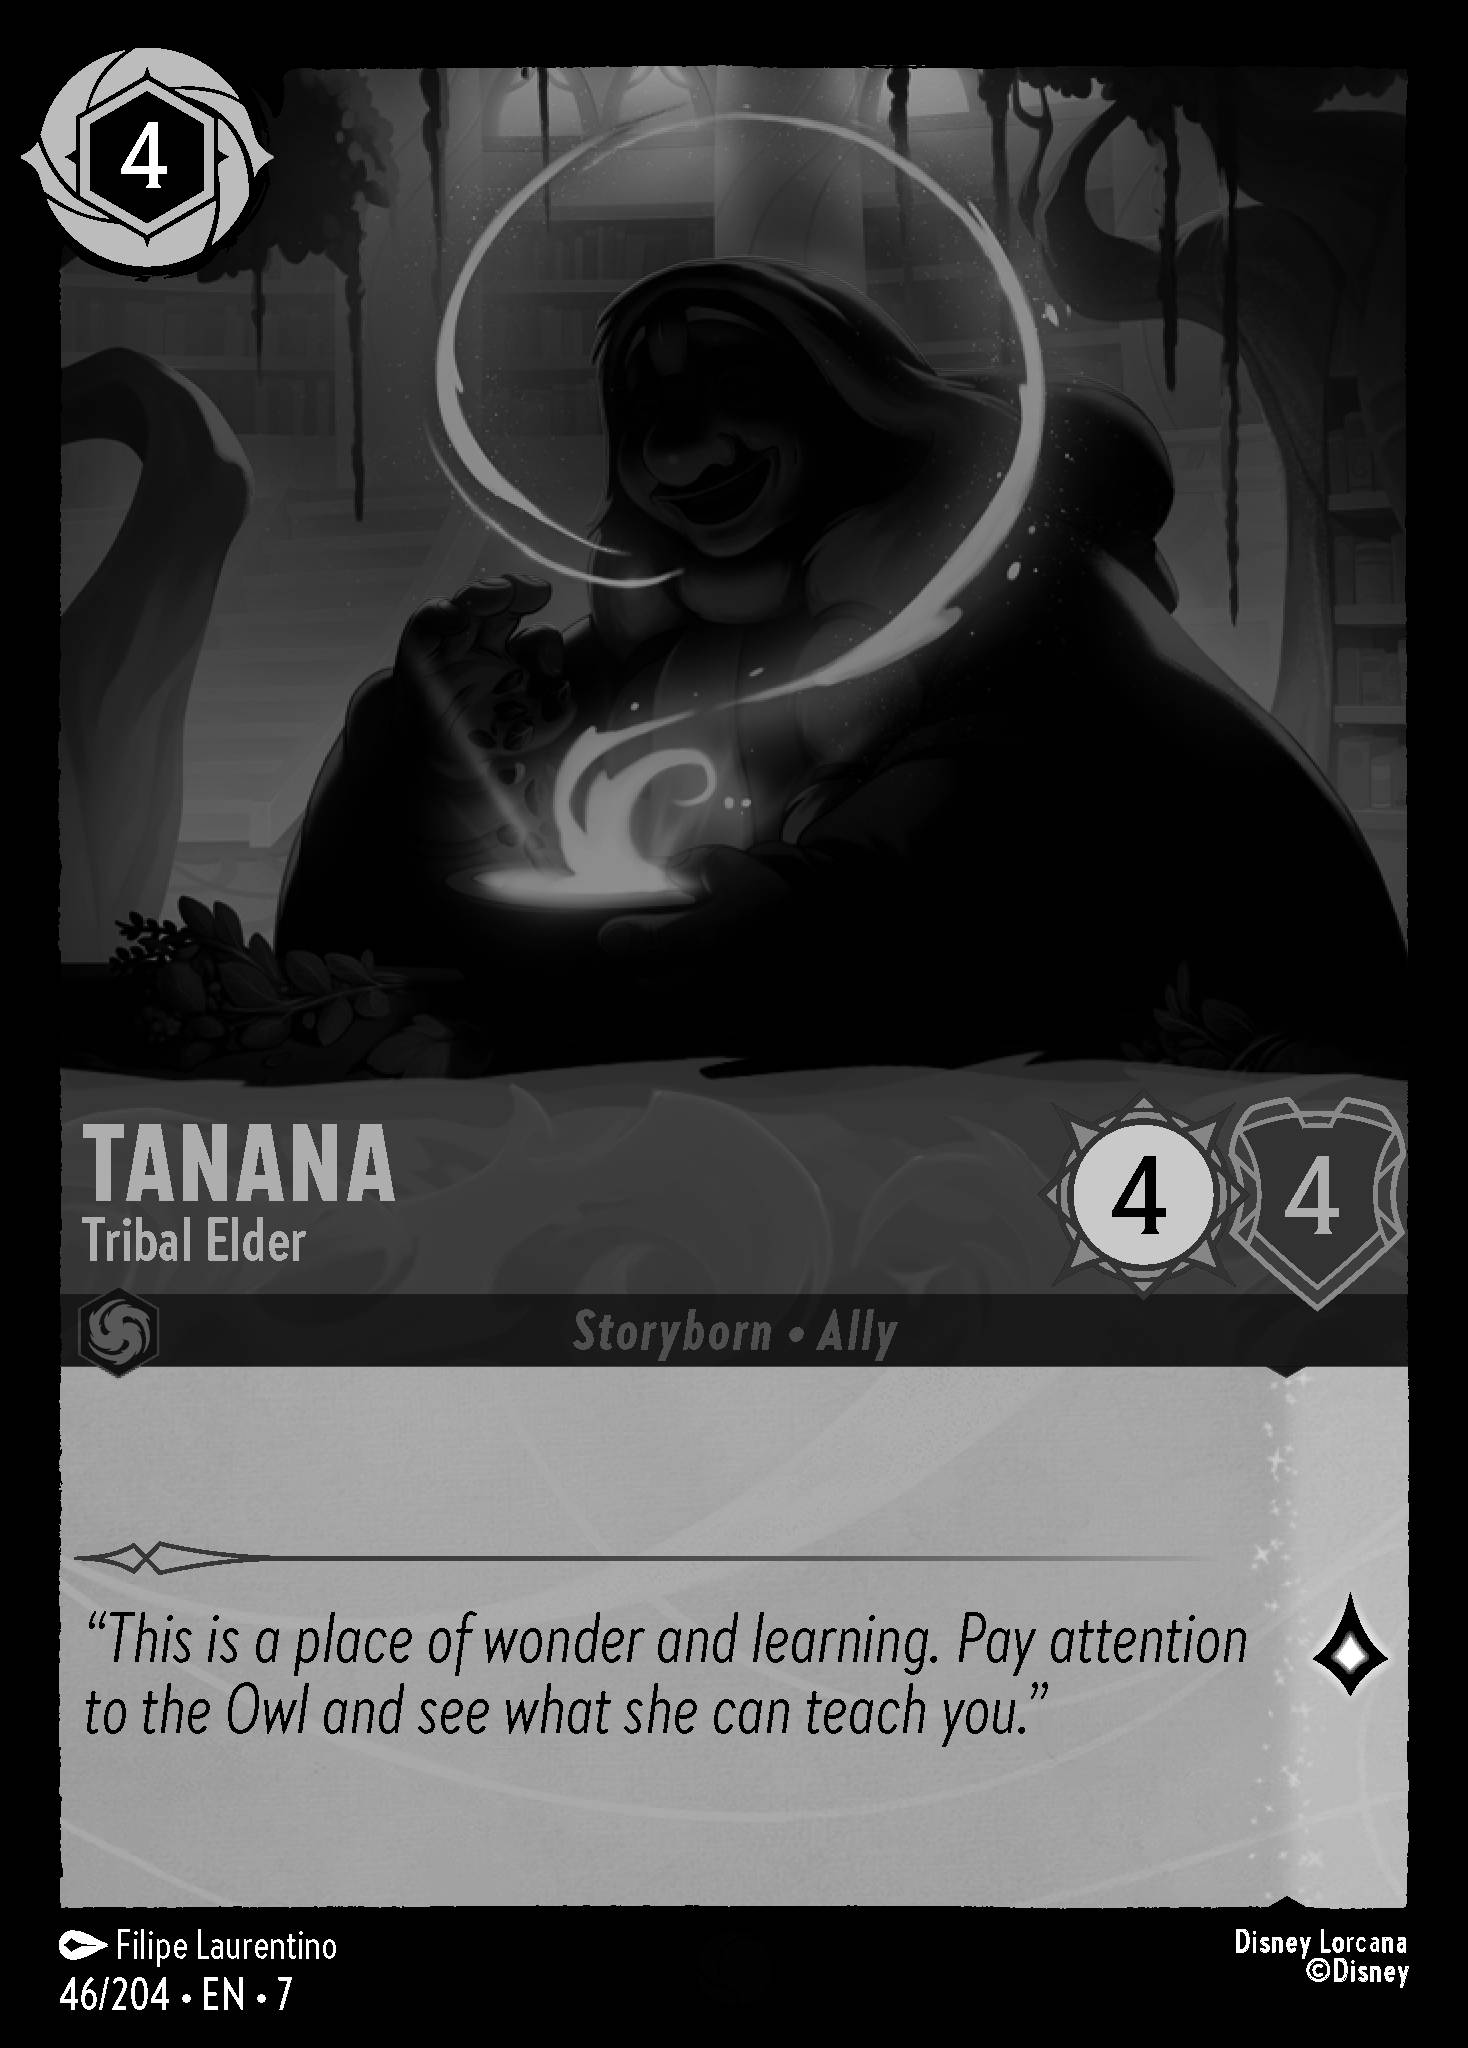 4
TANANA
Tribal Elder
4
4
Storyborn • Ally
“This is a place of wonder and learning. Pay attention
to the Owl and see what she can teach you.”
Filipe Laurentino
46/204 • EN • 7
Disney Lorcana
©Disney